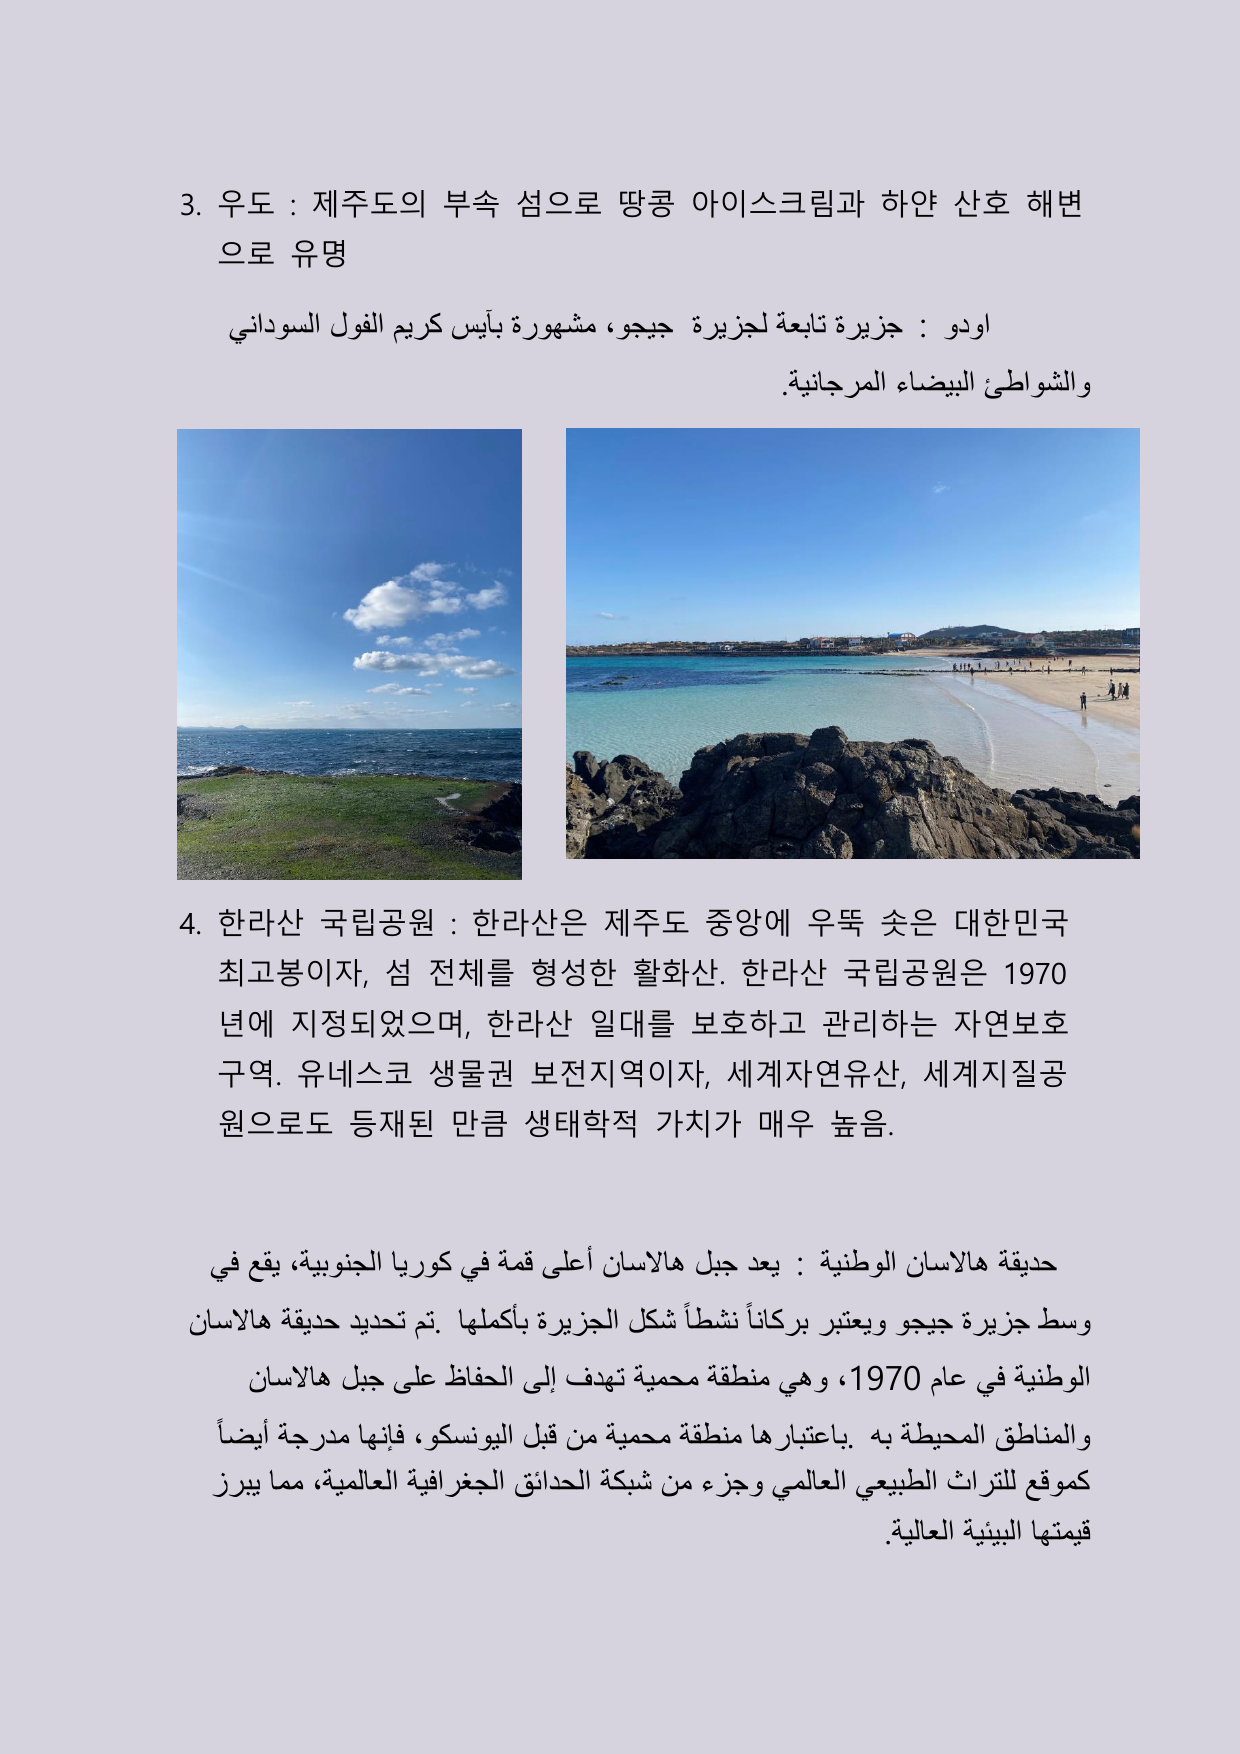 3. 우도 : 제주도의 부속 섬으로 땅콩 아이스크림과 하얀 산호 해변
으로 유명
اودو : جزيرة تابعة لجزيرة جيجو، مشهورة بآيس كريم الفول السوداني
والشواطئ البيضاء المرجانية.
4. 한라산 국립공원 : 한라산은 제주도 중앙에 우뚝 솟은 대한민국
최고봉이자, 섬 전체를 형성한 활화산. 한라산 국립공원은 1970
년에 지정되었으며, 한라산 일대를 보호하고 관리하는 자연보호
구역. 유네스코 생물권 보전지역이자, 세계자연유산, 세계지질공
원으로도 등재된 만큼 생태학적 가치가 매우 높음.
حديقة هالاسان الوطنية : يعد جبل هالاسان أعلى قمة في كوريا الجنوبية، يقع في
وسط جزيرة جيجو ويعتبر بركاناً نشطاً شكل الجزيرة بأكملها .تم تحديد حديقة هالاسان
الوطنية في عام 1970، وهي منطقة محمية تهدف إلى الحفاظ على جبل هالاسان
والمناطق المحيطة به .باعتبارها منطقة محمية من قبل اليونسكو، فإنها مدرجة أيضاً
كموقع للتراث الطبيعي العالمي وجزء من شبكة الحدائق الجغرافية العالمية، مما يبرز
قيمتها البيئية العالية.